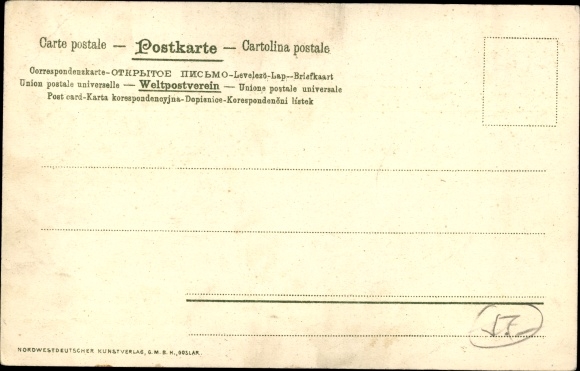 Carte postale — Postkarte — Cartolina postale
Correspondenzkarte-ОТКРЫТОЕ ПИСЬМО-Levelező-Lap--Briefkaart
Union postale universelle — Weltpostverein — Unione postale universale
Post card-Karta korespondencyjna-Dopisnice-Korespondenční lístek
NORDWESTDEUTSCHER KUNSTVERLAG, G.M.B.H., GOSLAR.